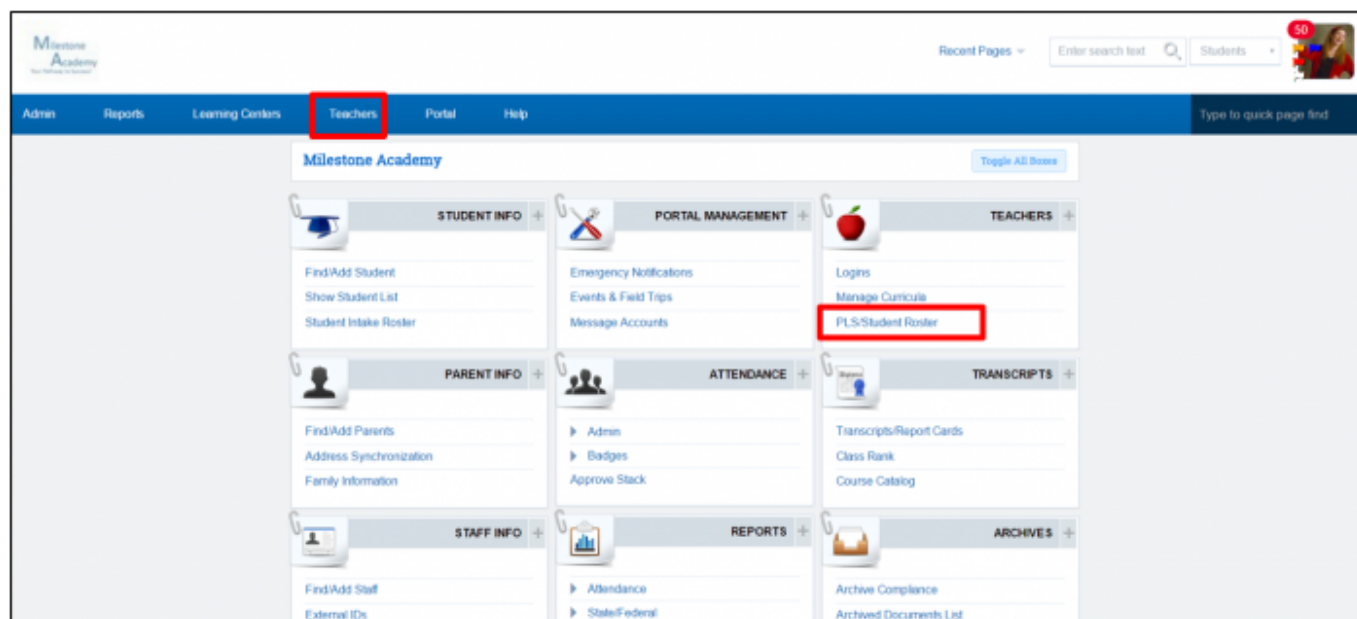 Milestone
Academy
50
Recent Pages
Enter search text
Students
Admin Reports Learning Centers Teachers Portal Help
Type to quick page find
Milestone Academy
Toggle All Boxes
STUDENT INFO
Find/Add Student
Show Student List
Student Intake Roster
PORTAL MANAGEMENT
Emergency Notifications
Events & Field Trips
Message Accounts
TEACHERS
Logins
Manage Curricula
PLS/Student Roster
PARENT INFO
Find/Add Parents
Address Synchronization
Family Information
ATTENDANCE
Admin
Badges
Approve Stack
TRANSCRIPTS
Transcripts/Report Cards
Class Rank
Course Catalog
STAFF INFO
Find/Add Staff
External IDs
REPORTS
Attendance
State/Federal
ARCHIVES
Archive Compliance
Archived Documents List